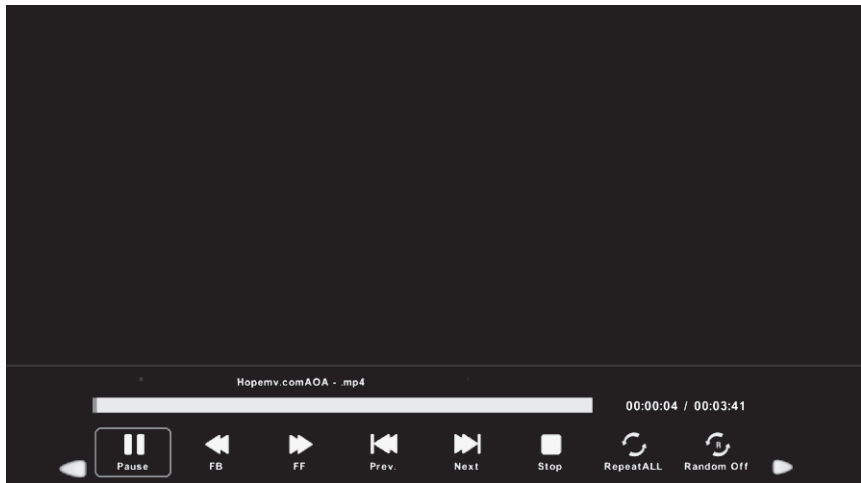 Hopemv.comAOA - .mp4
00:00:04 / 00:03:41
Pause FB FF Prev. Next Stop RepeatALL R Random Off